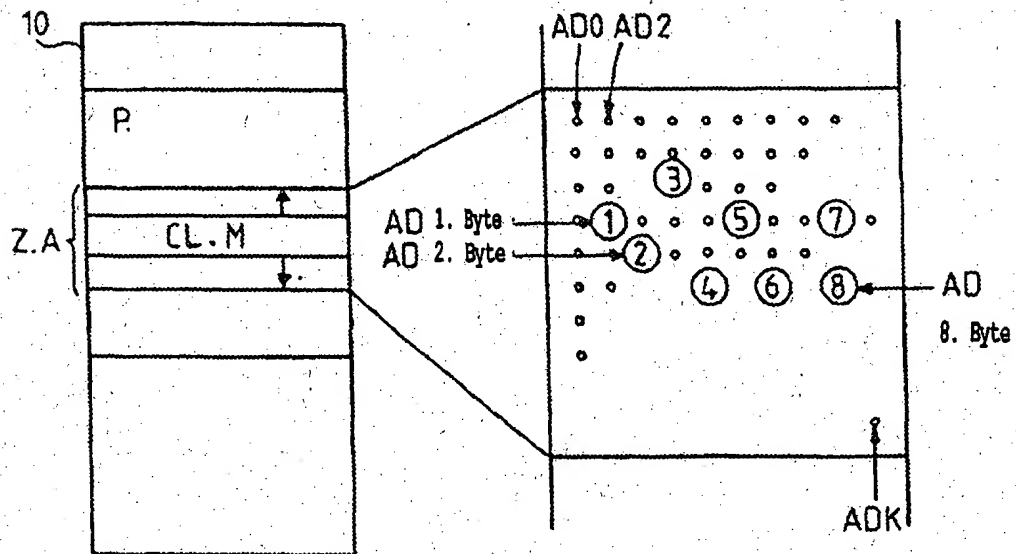 10
P.
Z.A
CL.M
AD0 AD2
3
AD 1. Byte
1
5
7
AD 2. Byte
2
4
6
8
AD
8. Byte
ADK